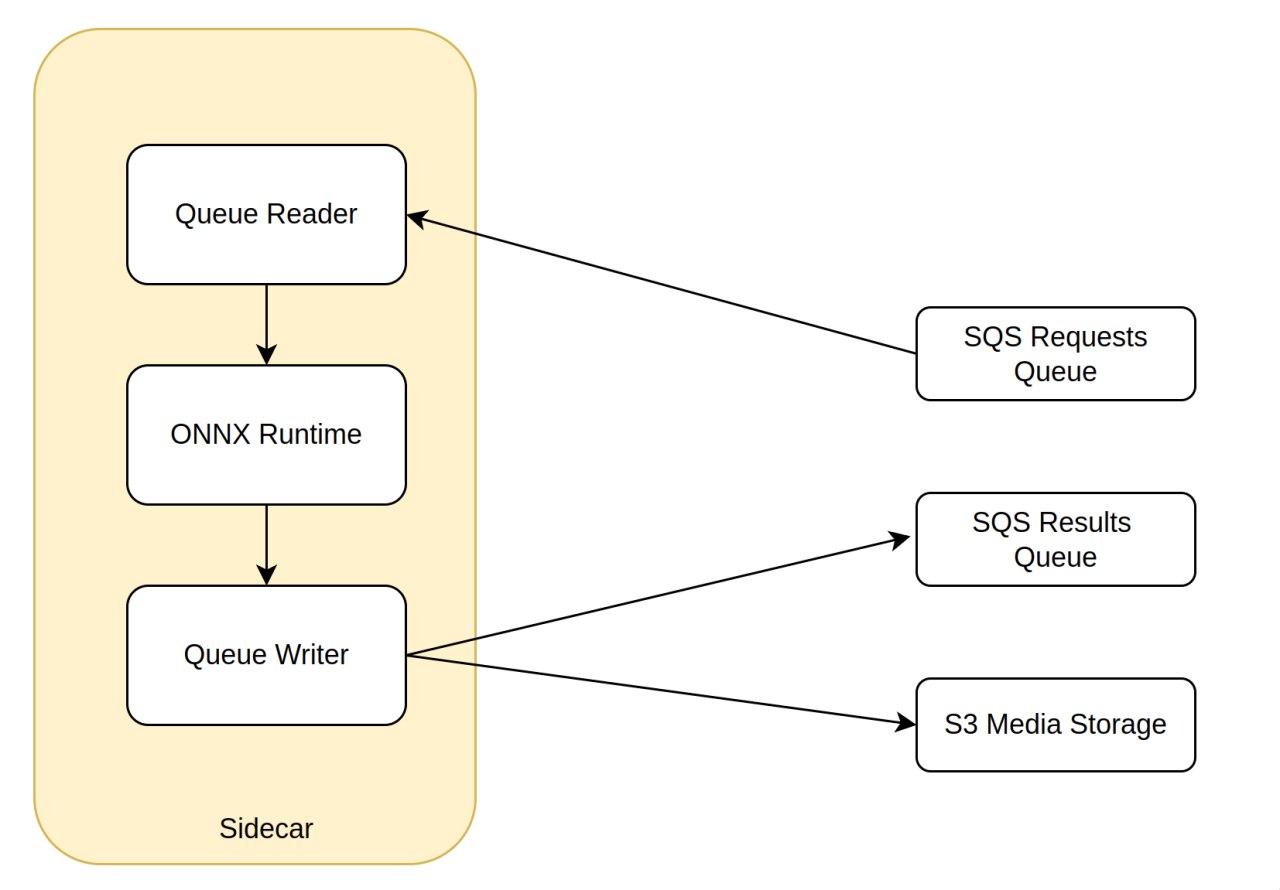 Queue Reader
ONNX Runtime
Queue Writer
Sidecar
SQS Requests
Queue
SQS Results
Queue
S3 Media Storage